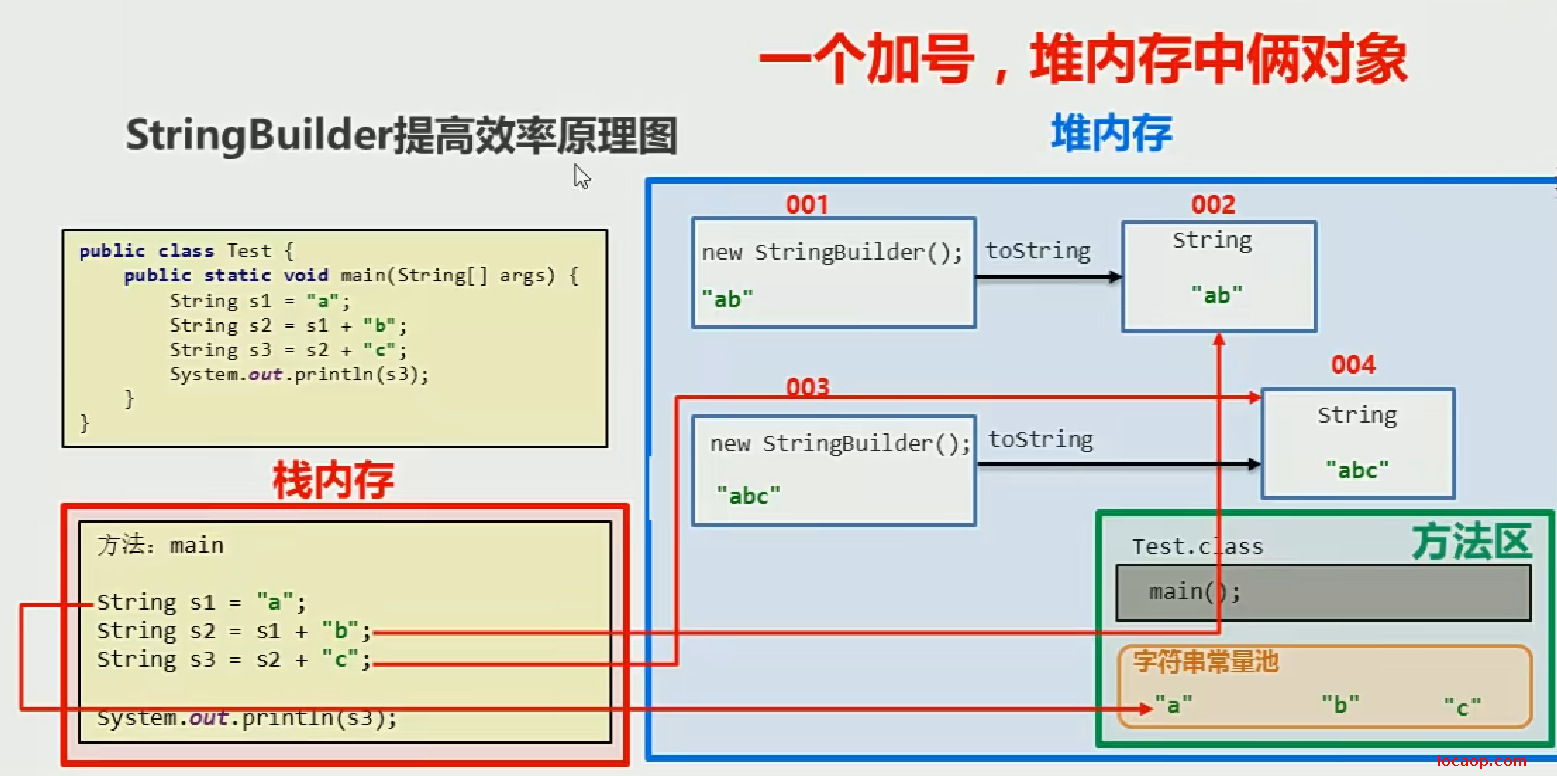 一个加号，堆内存中俩对象
StringBuilder提高效率原理图
堆内存
public class Test {
public static void main(String[] args) {
String s1 = "a";
String s2 = s1 + "b";
String s3 = s2 + "c";
System.out.println(s3);
}
}
栈内存
方法：main
String s1 = "a";
String s2 = s1 + "b";
String s3 = s2 + "c";
System.out.println(s3);
001
new StringBuilder();
"ab"
toString
002
String
"ab"
003
new StringBuilder();
"abc"
toString
004
String
"abc"
方法区
Test.class
main();
字符串常量池
"a" "b" "c"
locaop.com